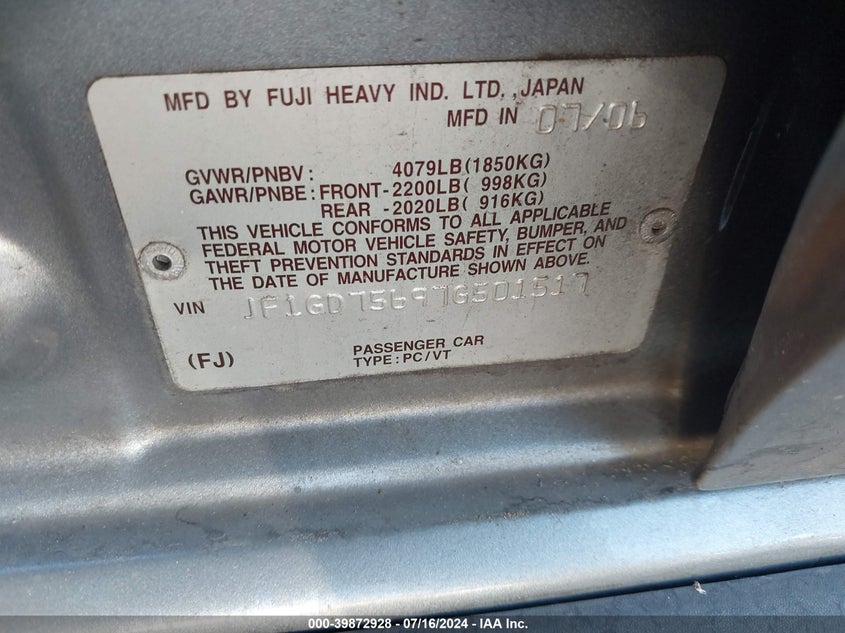 MFD BY FUJI HEAVY IND. LTD., JAPAN
MFD IN 07/06
GVWR/PNBV: 4079LB(1850KG)
GAWR/PNBE: FRONT-2200LB( 998KG)
REAR -2020LB( 916KG)
THIS VEHICLE CONFORMS TO ALL APPLICABLE
FEDERAL MOTOR VEHICLE SAFETY, BUMPER, AND
THEFT PREVENTION STANDARDS IN EFFECT ON
THE DATE OF MANUFACTURE SHOWN ABOVE.
VIN JF1GD75697G501517
(FJ) PASSENGER CAR
TYPE: PC/VT
000-39872928 - 07/16/2024 - © IAA Holdings, LLC